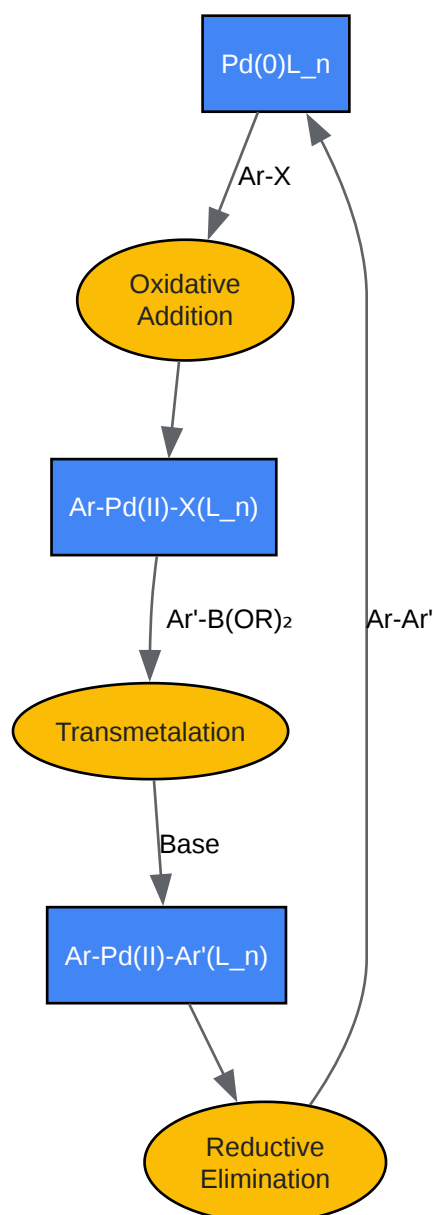 Pd(0)L_n
Ar-X
Oxidative
Addition
Ar-Pd(II)-X(L_n)
Ar'-B(OR)₂
Ar-Ar'
Transmetalation
Base
Ar-Pd(II)-Ar'(L_n)
Reductive
Elimination